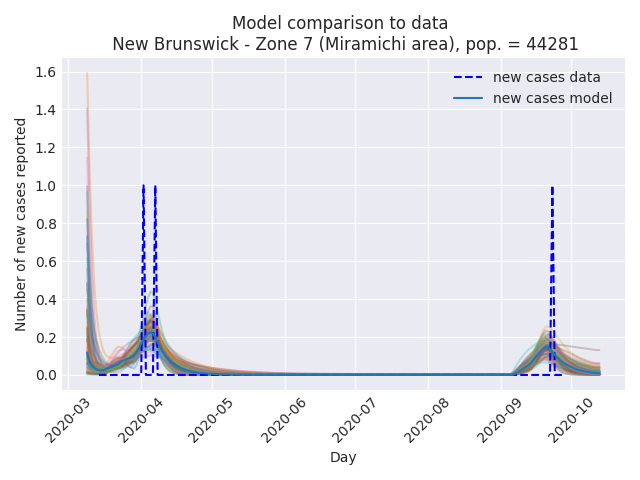 Model comparison to data
New Brunswick - Zone 7 (Miramichi area), pop. = 44281
new cases data
new cases model
Number of new cases reported
1.6
1.4
1.2
1.0
0.8
0.6
0.4
0.2
0.0
2020-03
2020-04
2020-05
2020-06
2020-07
2020-08
2020-09
2020-10
Day